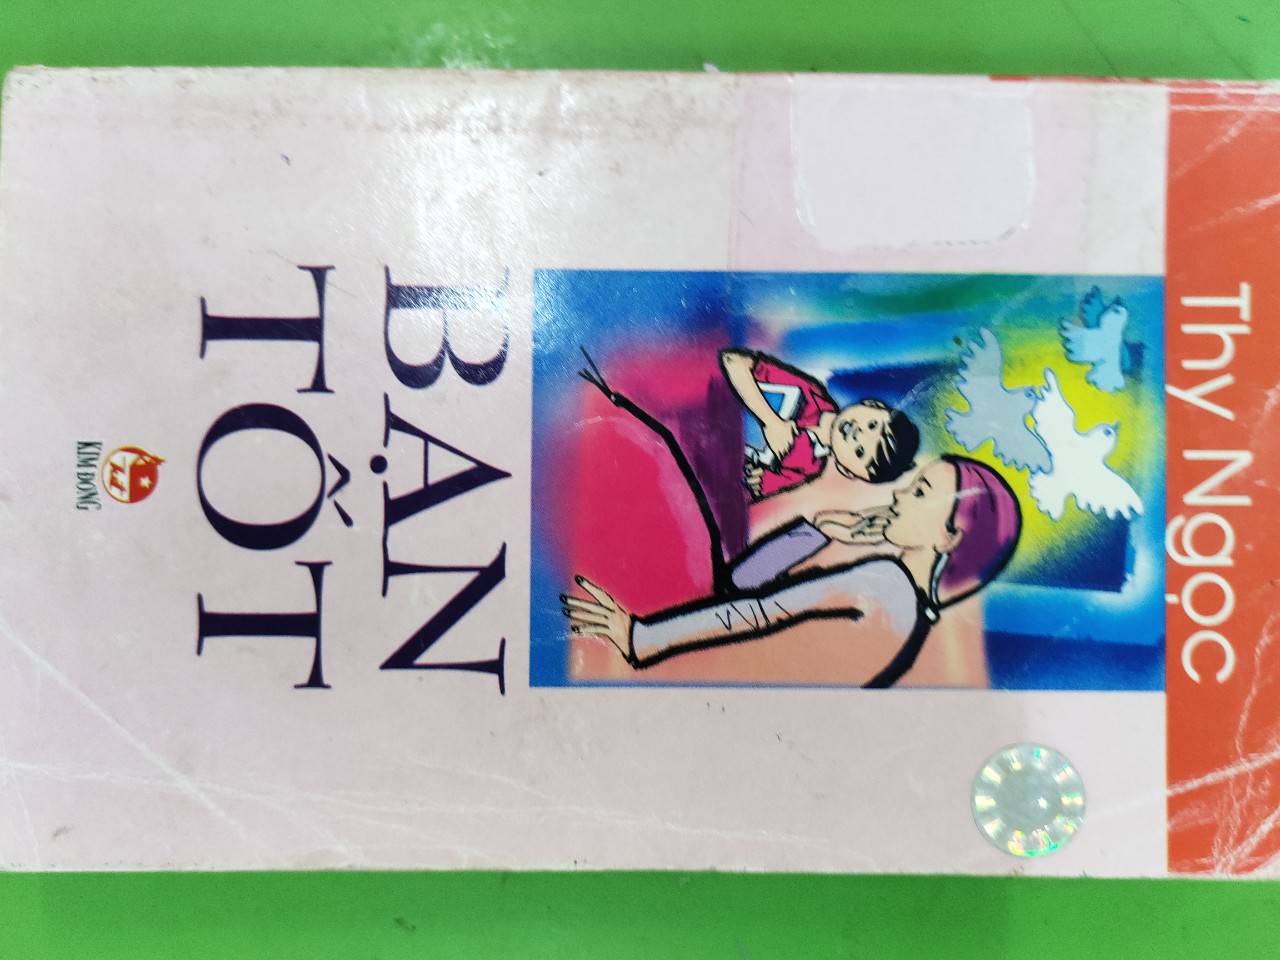 Thy Ngọc
BẠN
TỐT
KIM ĐỒNG